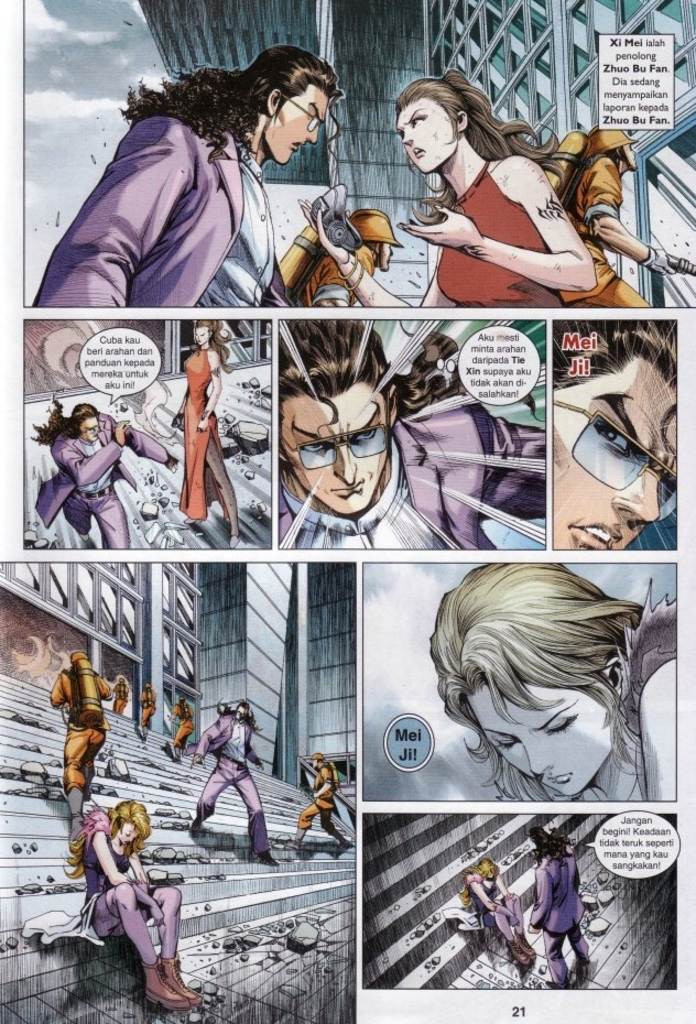 Xi Mei ialah
penolong
Zhuo Bu Fan.
Dia sedang
menyampaikan
laporan kepada
Zhuo Bu Fan.
Cuba kau
beri arahan dan
panduan kepada
mereka untuk
aku ini!
Aku mesti
minta arahan
daripada Tie
Xin supaya aku
tidak akan di-
salahkan!
Mei
Ji!
Mei
Ji!
Jangan
begini! Keadaan
tidak teruk seperti
mana yang kau
sangkakan!
21